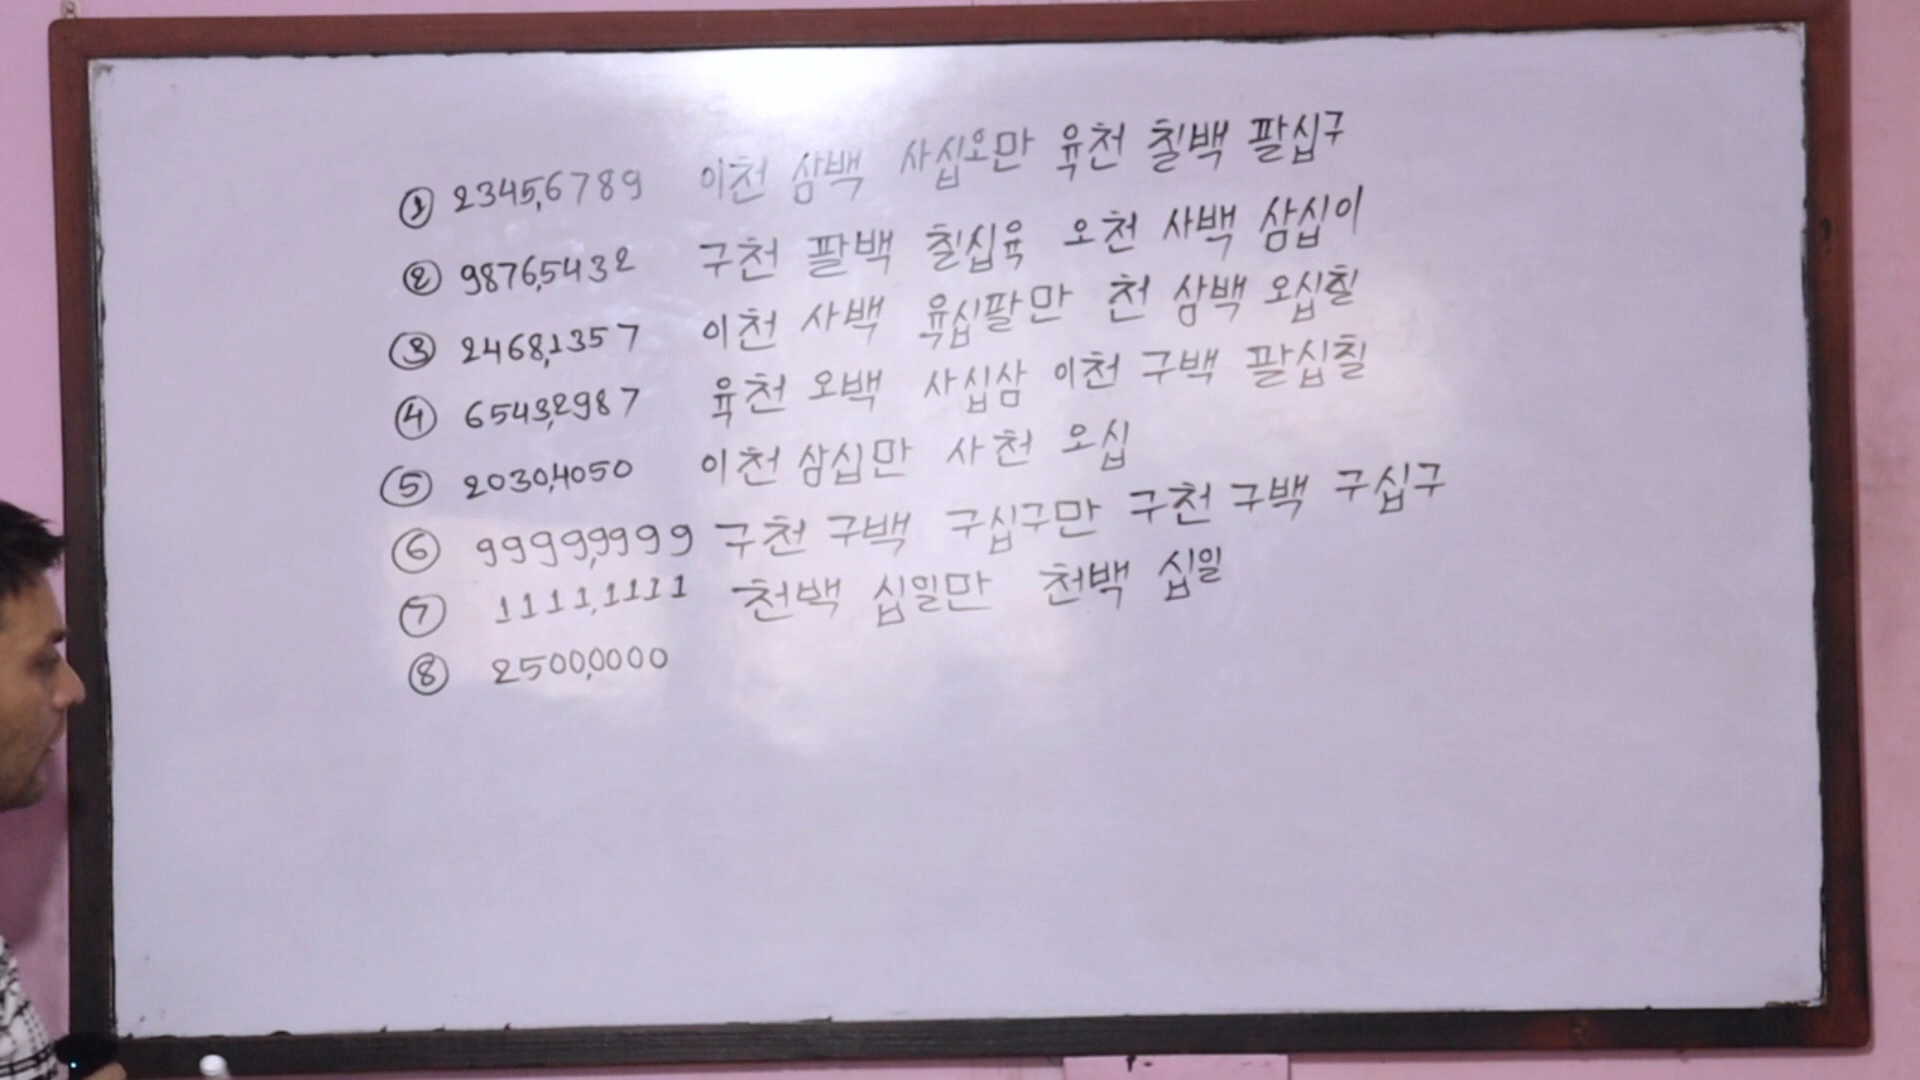 ① 2345,6789 이천 삼백 사십오만 육천 칠백 팔십구
② 9876,5432 구천 팔백 칠십육 오천 사백 삼십이
③ 2468,1357 이천 사백 육십팔만 천 삼백 오십칠
④ 6543,2987 육천 오백 사십삼 이천 구백 팔십칠
⑤ 2030,4050 이천 삼십만 사천 오십
⑥ 99999,9999 구천 구백 구십구만 구천 구백 구십구
⑦ 1111,1111 천백 십일만 천백 십일
⑧ 2500,0000